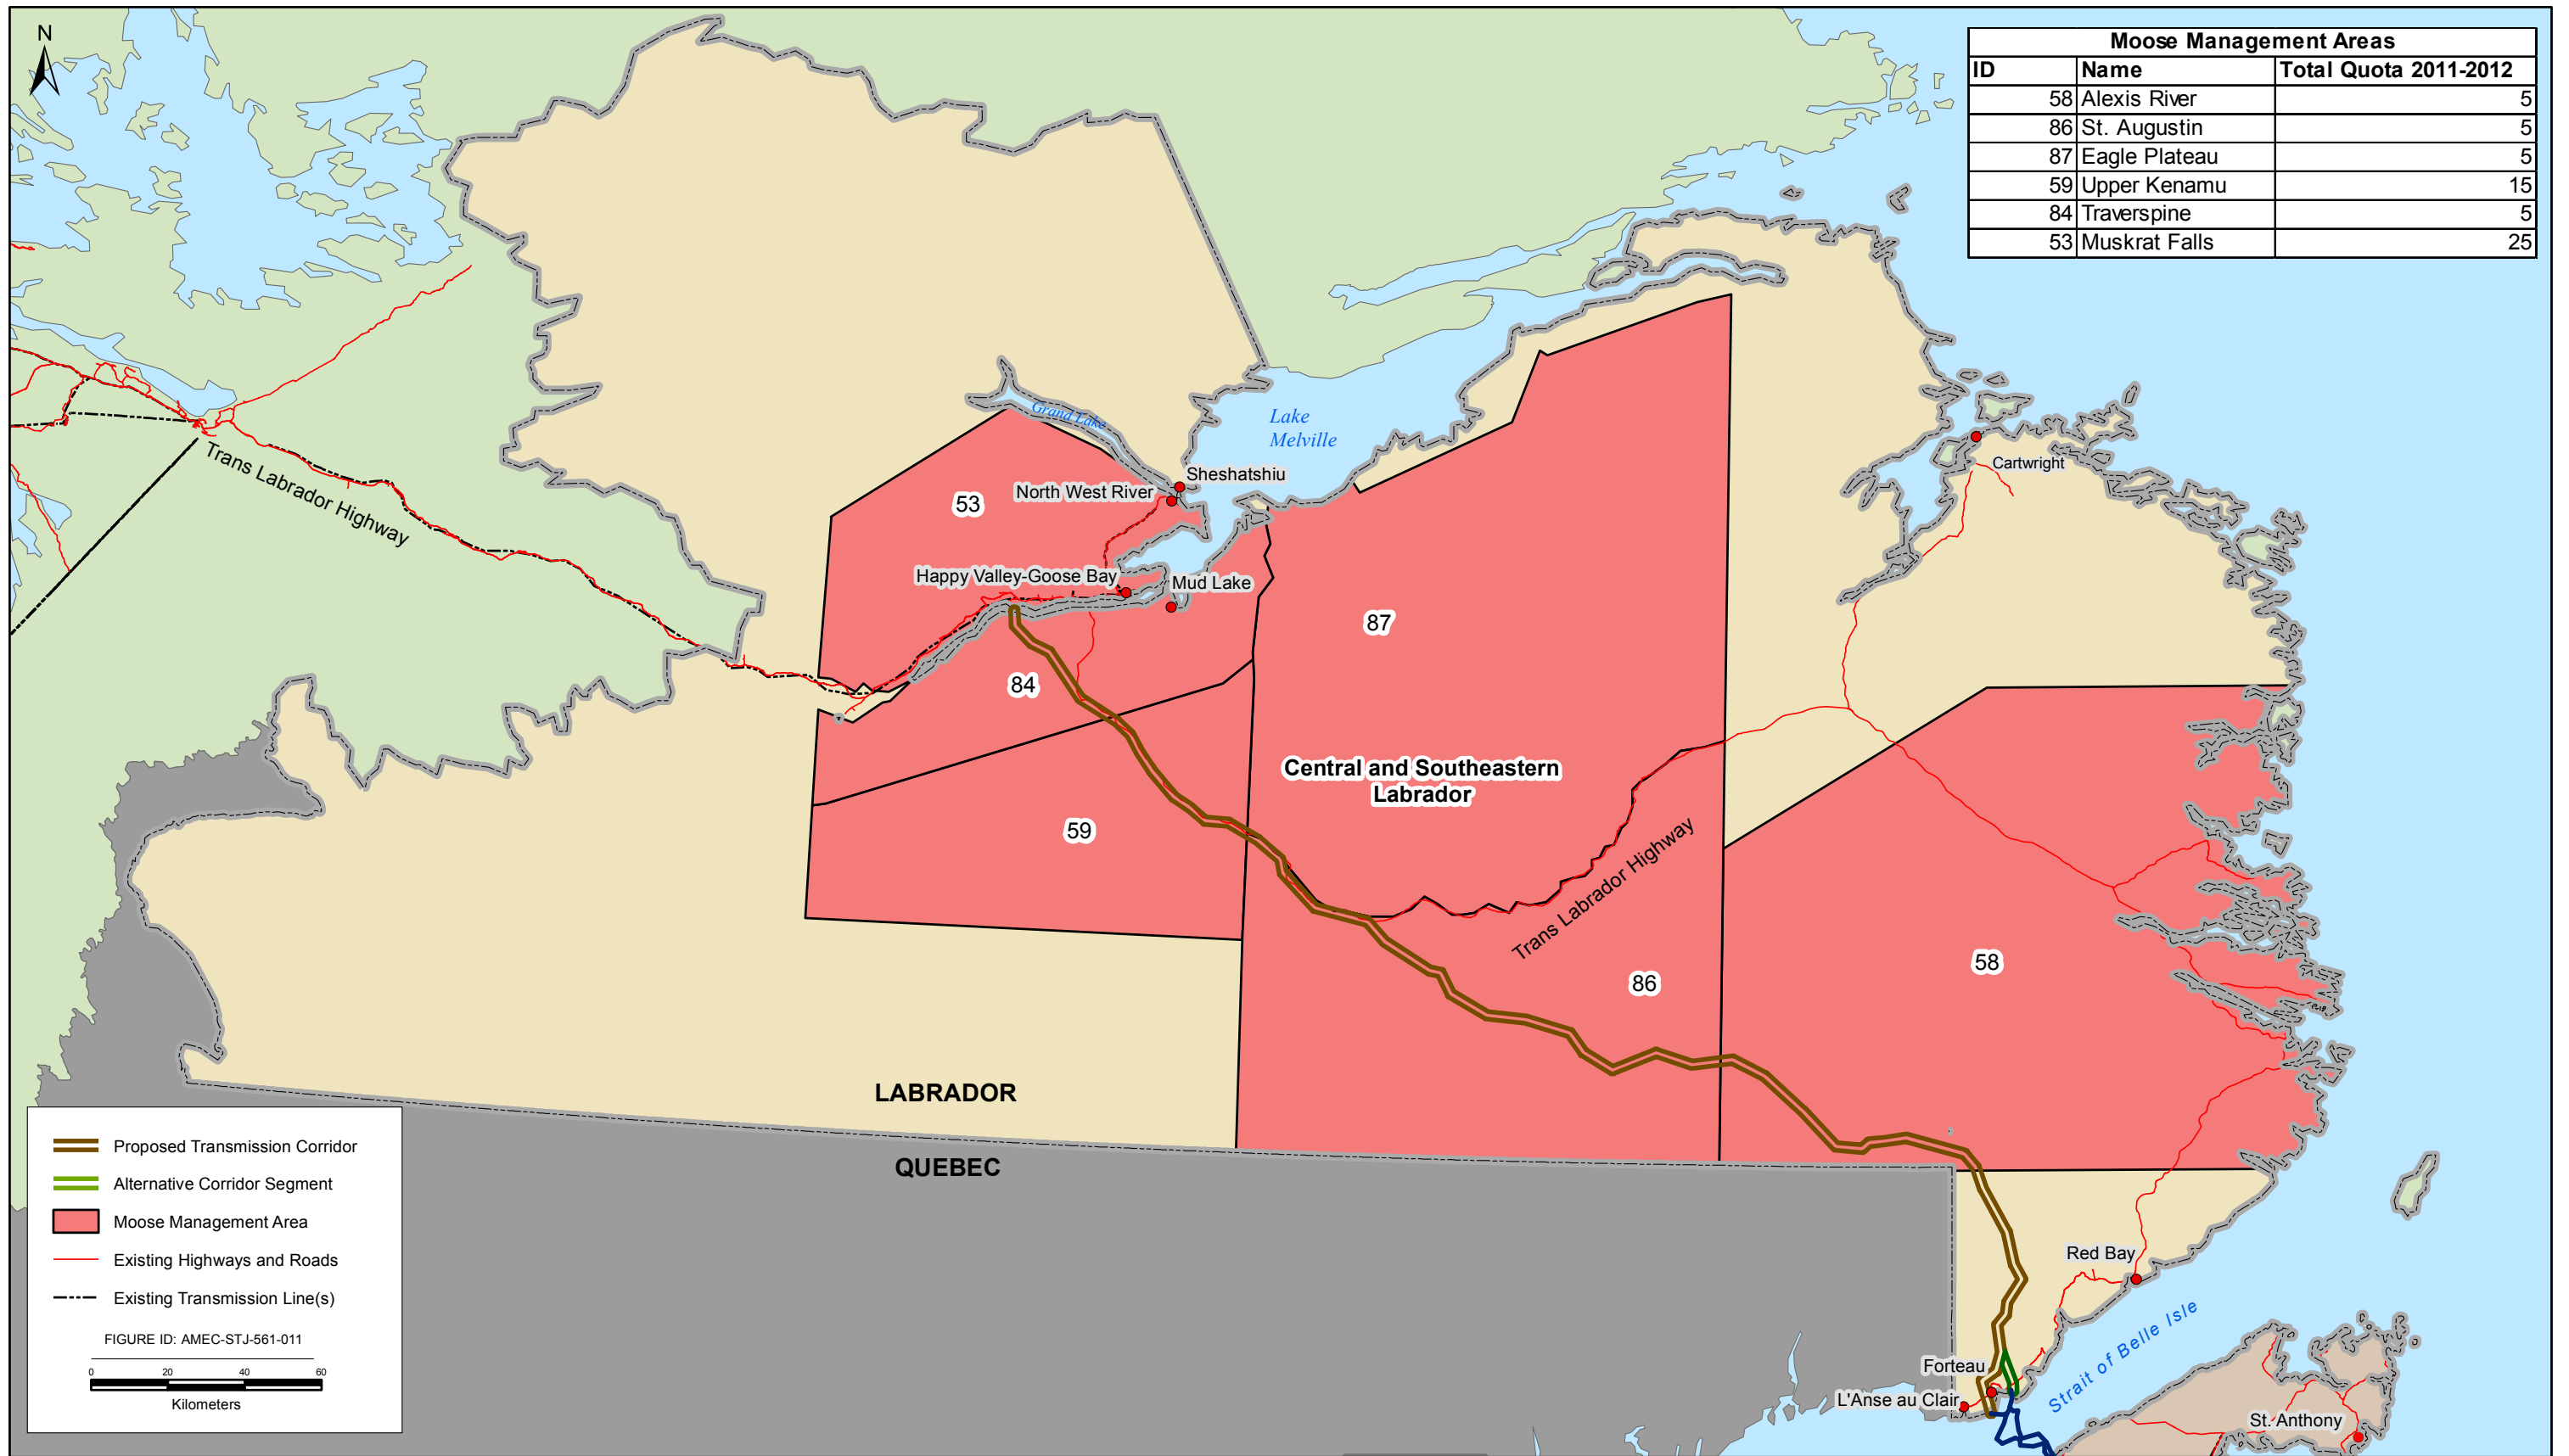 N
Moose Management Areas
ID Name Total Quota 2011-2012
58 Alexis River 5
86 St. Augustin 5
87 Eagle Plateau 5
59 Upper Kenamu 15
84 Traverspine 5
53 Muskrat Falls 25
Grand Lake
Lake
Melville
Trans Labrador Highway
Sheshatshiu
North West River
Cartwright
53
Happy Valley-Goose Bay
Mud Lake
87
84
Central and Southeastern
Labrador
59
Trans Labrador Highway
86
58
LABRADOR
QUEBEC
Red Bay
Strait of Belle Isle
Forteau
L'Anse au Clair
St. Anthony
Proposed Transmission Corridor
Alternative Corridor Segment
Moose Management Area
Existing Highways and Roads
Existing Transmission Line(s)
FIGURE ID: AMEC-STJ-561-011
0 20 40 60
Kilometers